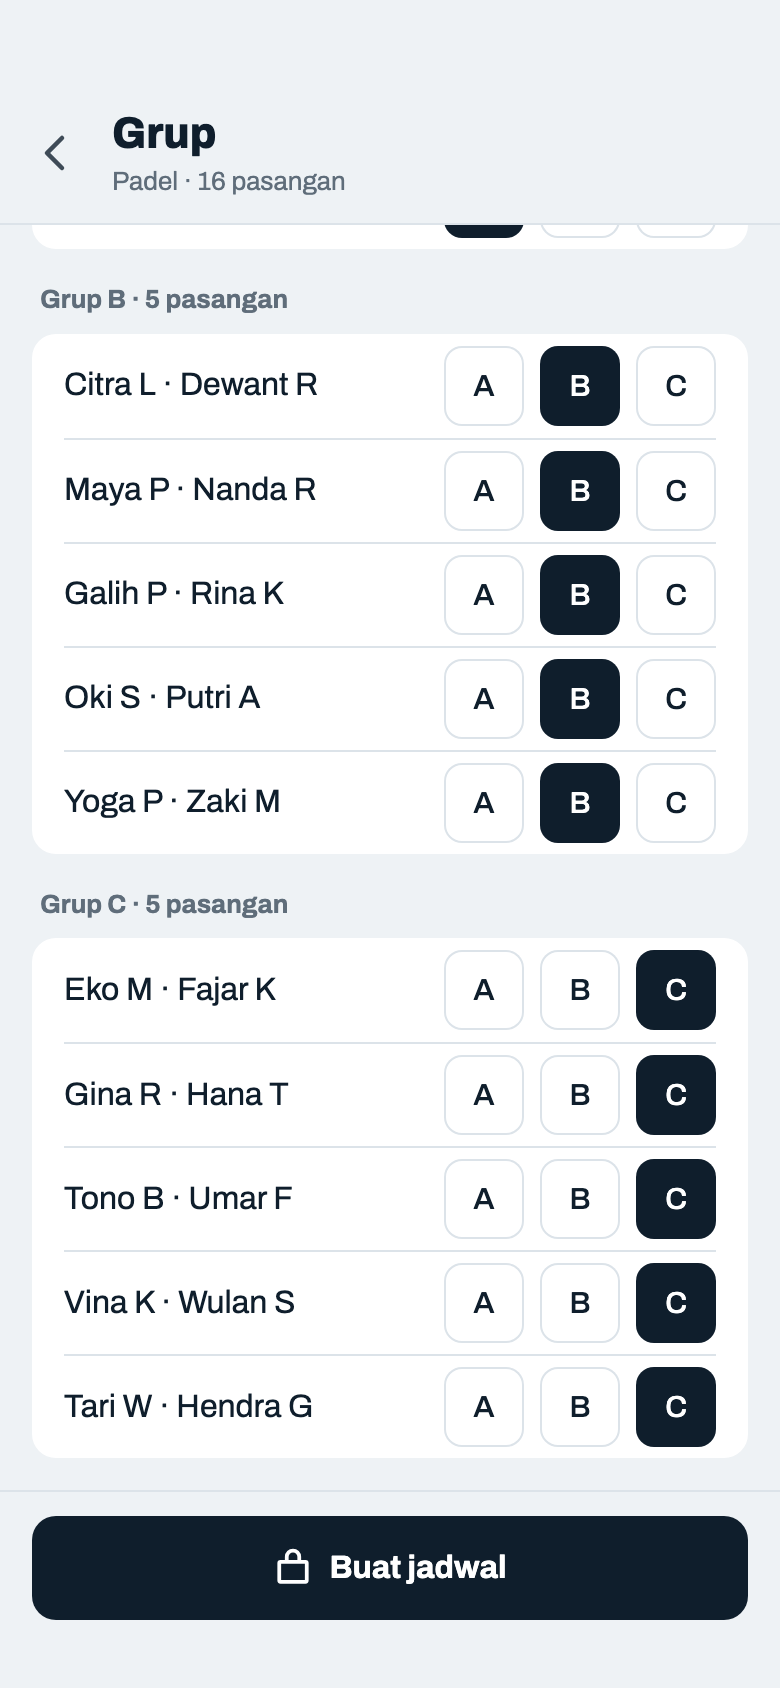 Grup
Padel · 16 pasangan
Grup B · 5 pasangan
Citra L · Dewant R A B C
Maya P · Nanda R A B C
Galih P · Rina K A B C
Oki S · Putri A A B C
Yoga P · Zaki M A B C
Grup C · 5 pasangan
Eko M · Fajar K A B C
Gina R · Hana T A B C
Tono B · Umar F A B C
Vina K · Wulan S A B C
Tari W · Hendra G A B C
Buat jadwal